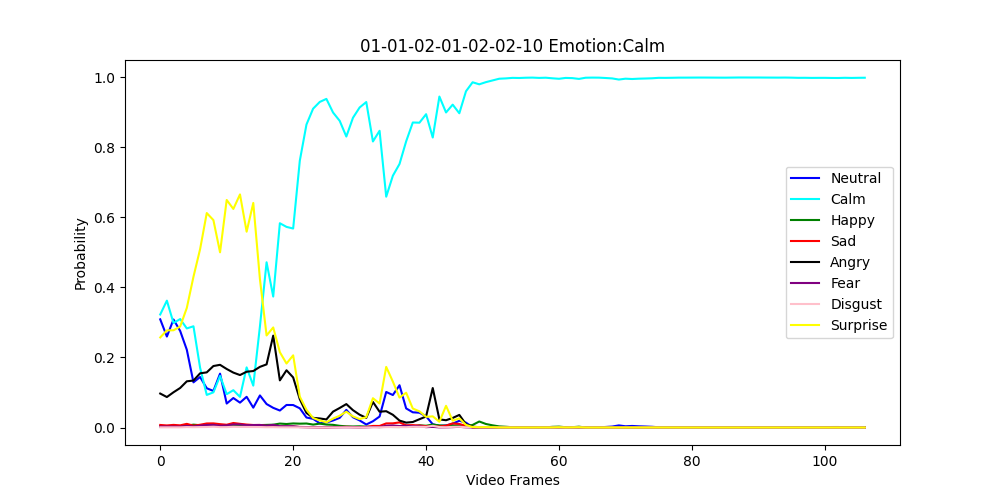 01-01-02-01-02-02-10 Emotion:Calm
1.0
0.8
0.6
0.4
0.2
0.0
Probability
0 20 40 60 80 100
Video Frames
Neutral
Calm
Happy
Sad
Angry
Fear
Disgust
Surprise